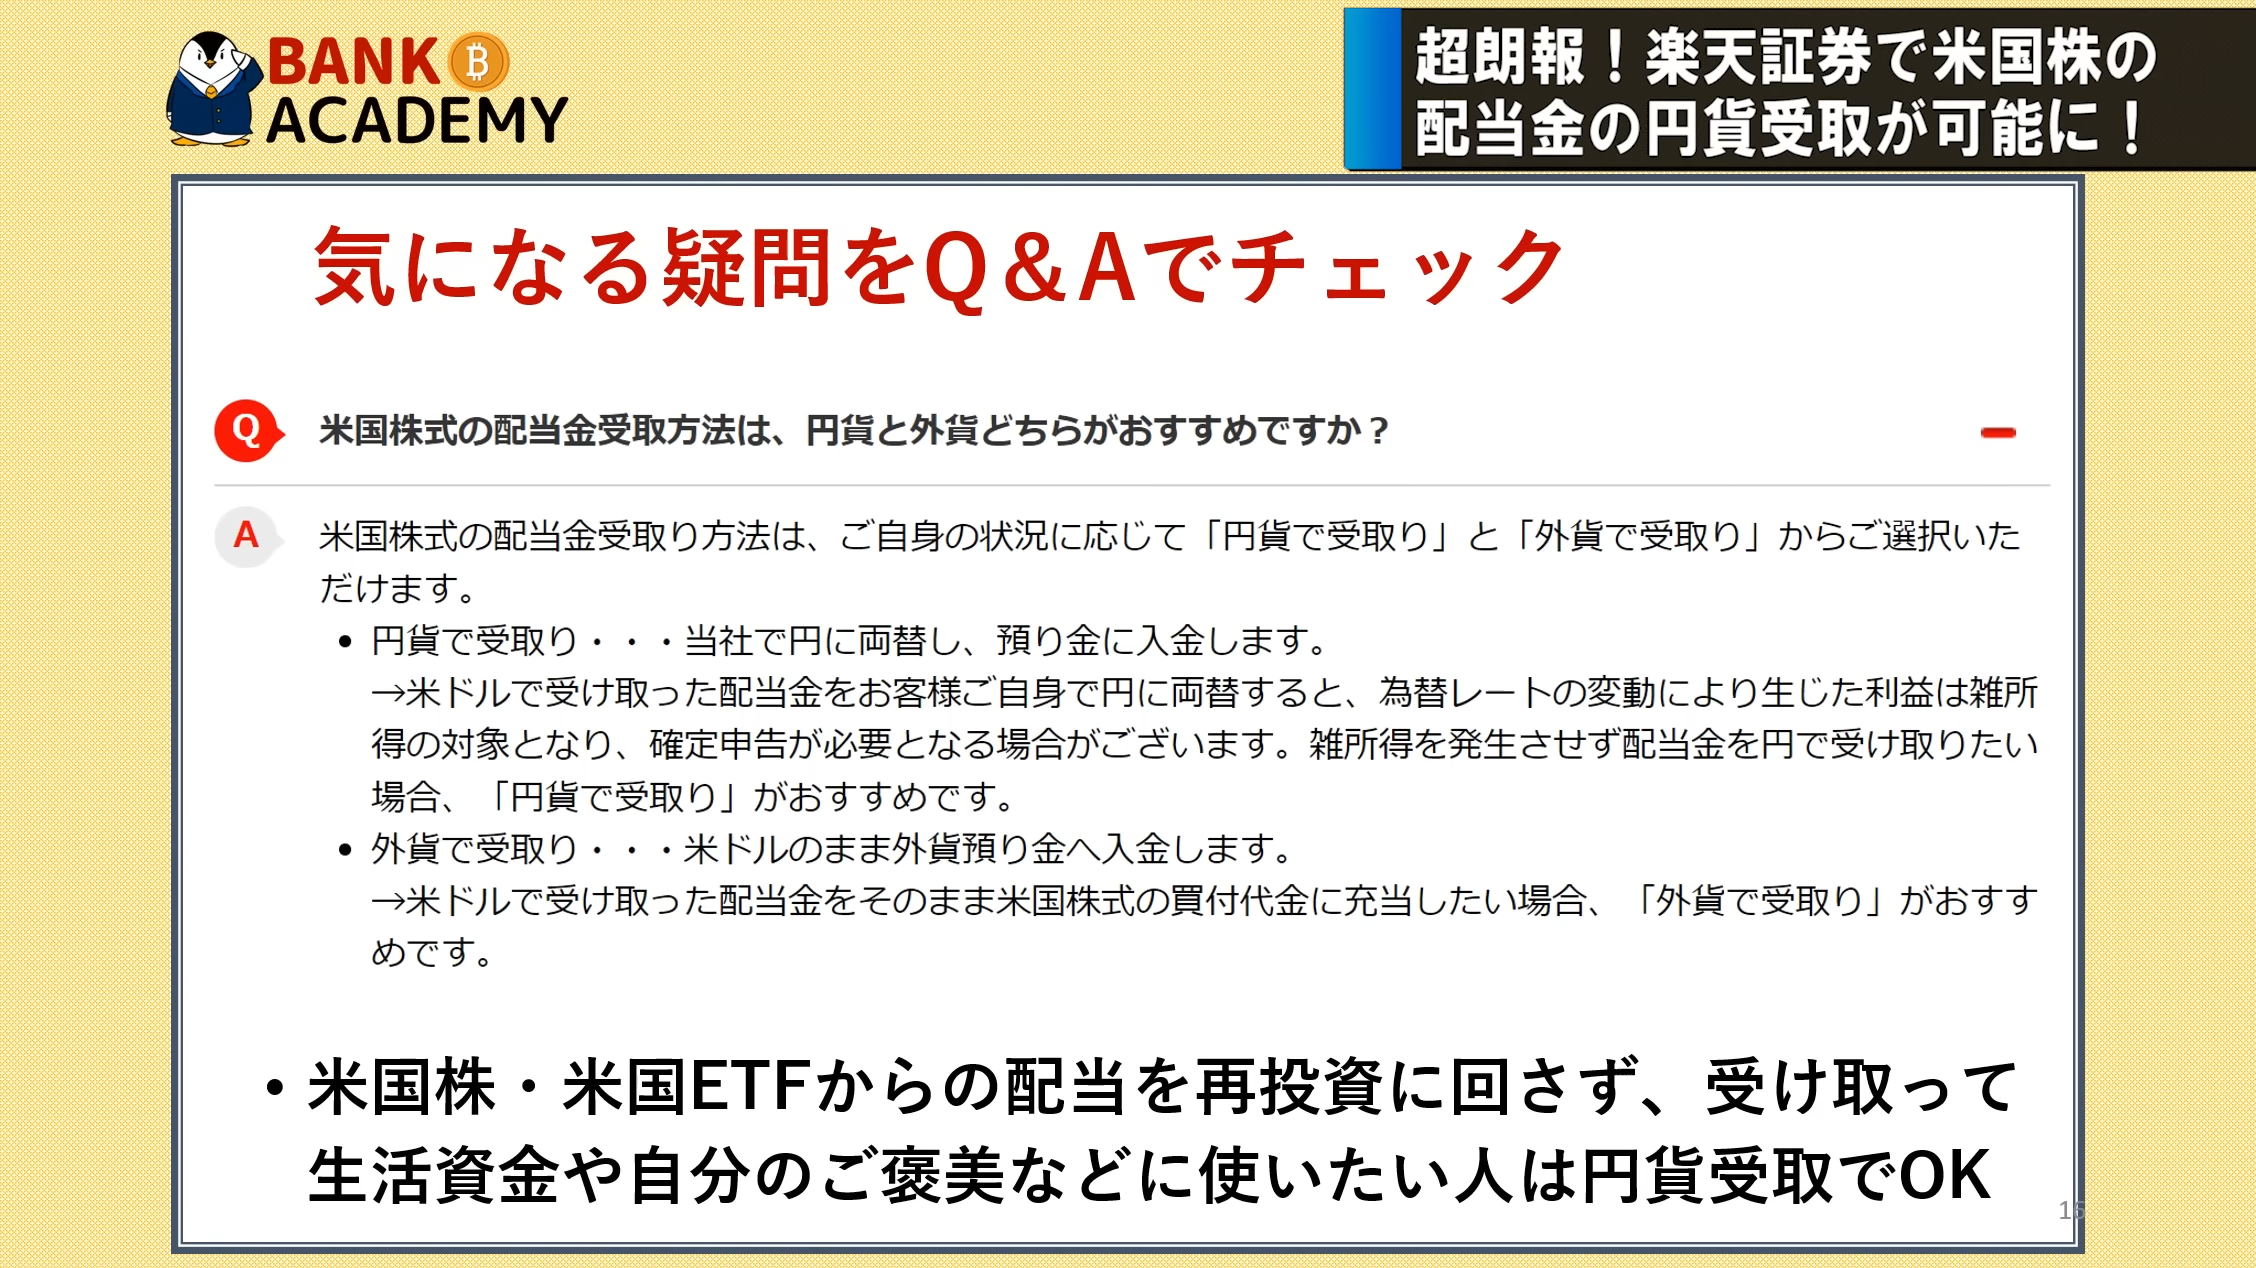 BANK
ACADEMY
超朗報！楽天証券で米国株の
配当金の円貨受取が可能に！
気になる疑問をQ＆Aでチェック
Q
米国株式の配当金受取方法は、円貨と外貨どちらがおすすめですか？
A
米国株式の配当金受取り方法は、ご自身の状況に応じて「円貨で受取り」と「外貨で受取り」からご選択いた
だけます。
• 円貨で受取り・・・当社で円に両替し、預り金に入金します。
→米ドルで受け取った配当金をお客様ご自身で円に両替すると、為替レートの変動により生じた利益は雑所
得の対象となり、確定申告が必要となる場合がございます。雑所得を発生させず配当金を円で受け取りたい
場合、「円貨で受取り」がおすすめです。
• 外貨で受取り・・・米ドルのまま外貨預り金へ入金します。
→米ドルで受け取った配当金をそのまま米国株式の買付代金に充当したい場合、「外貨で受取り」がおすす
めです。
• 米国株・米国ETFからの配当を再投資に回さず、受け取って
生活資金や自分のご褒美などに使いたい人は円貨受取でOK